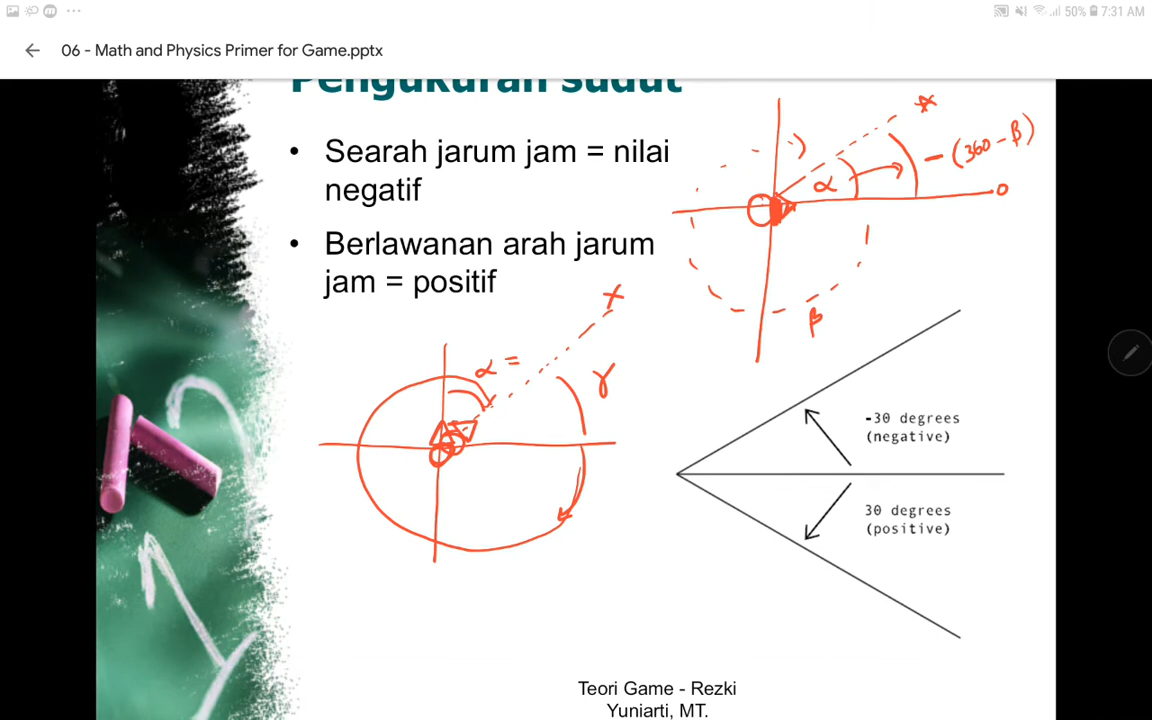 50% 7:31 AM
06 - Math and Physics Primer for Game.pptx
Pengukuran sudut
• Searah jarum jam = nilai
negatif
• Berlawanan arah jarum
jam = positif
α
- (360 - β)
0
β
α =
γ
x
-30 degrees
(negative)
30 degrees
(positive)
Teori Game - Rezki
Yuniarti, MT.